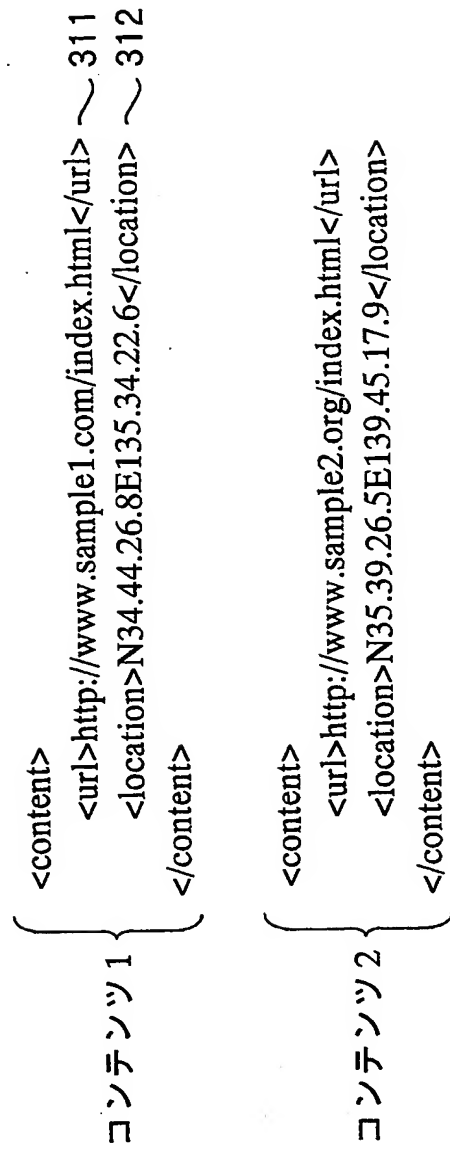 <content>
コンテンツ1 <url>http://www.sample1.com/index.html</url> ~ 311
<location>N34.44.26.8E135.34.22.6</location> ~ 312
</content>
<content>
コンテンツ2 <url>http://www.sample2.org/index.html</url>
<location>N35.39.26.5E139.45.17.9</location>
</content>